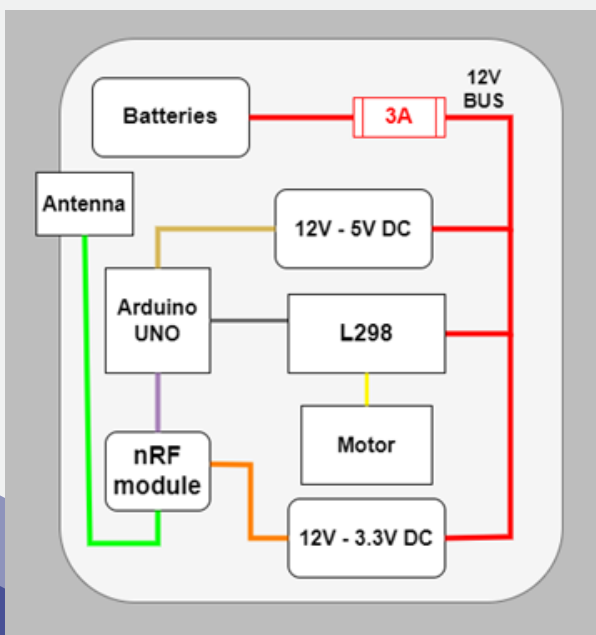 12V
BUS
Batteries
3A
Antenna
12V - 5V DC
Arduino
UNO
L298
Motor
nRF
module
12V - 3.3V DC